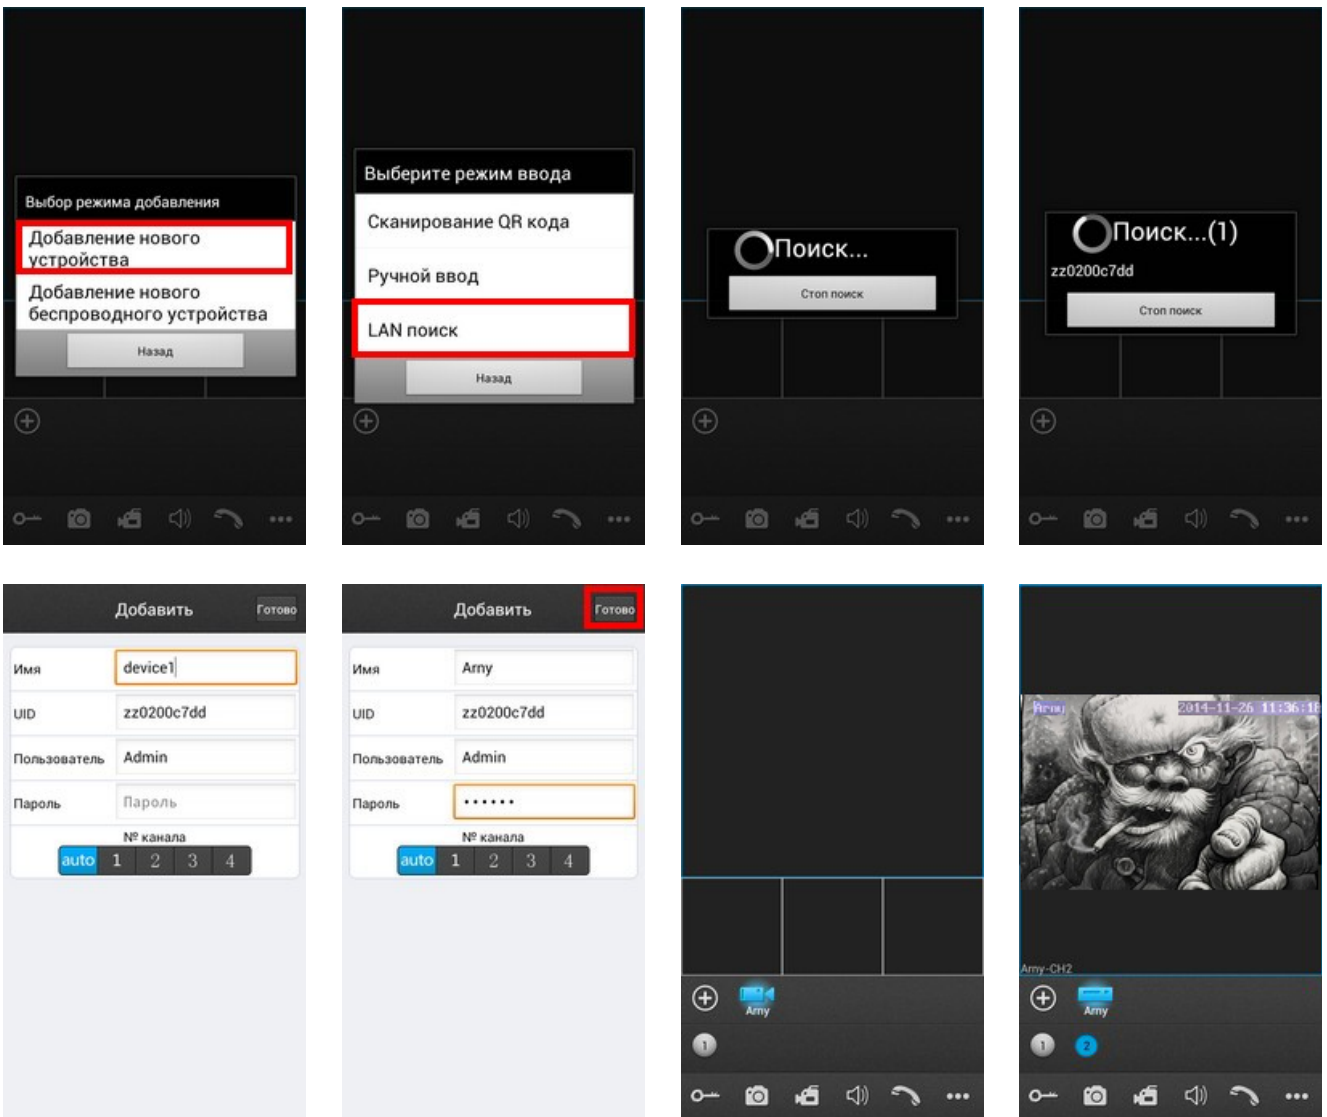 Выбор режима добавления
Добавление нового
устройства
Добавление нового
беспроводного устройства
Назад
Выберите режим ввода
Сканирование QR кода
Ручной ввод
LAN поиск
Назад
Поиск...
Стоп поиск
Поиск...(1)
zz0200c7dd
Стоп поиск
Добавить Готово
Имя device1
UID zz0200c7dd
Пользователь Admin
Пароль Пароль
№ канала
auto 1 2 3 4
Добавить Готово
Имя Arny
UID zz0200c7dd
Пользователь Admin
Пароль ••••••
№ канала
auto 1 2 3 4
Arny
1
Arny 2014-11-26 11:36:18
Arny-CH2
Arny
1 2